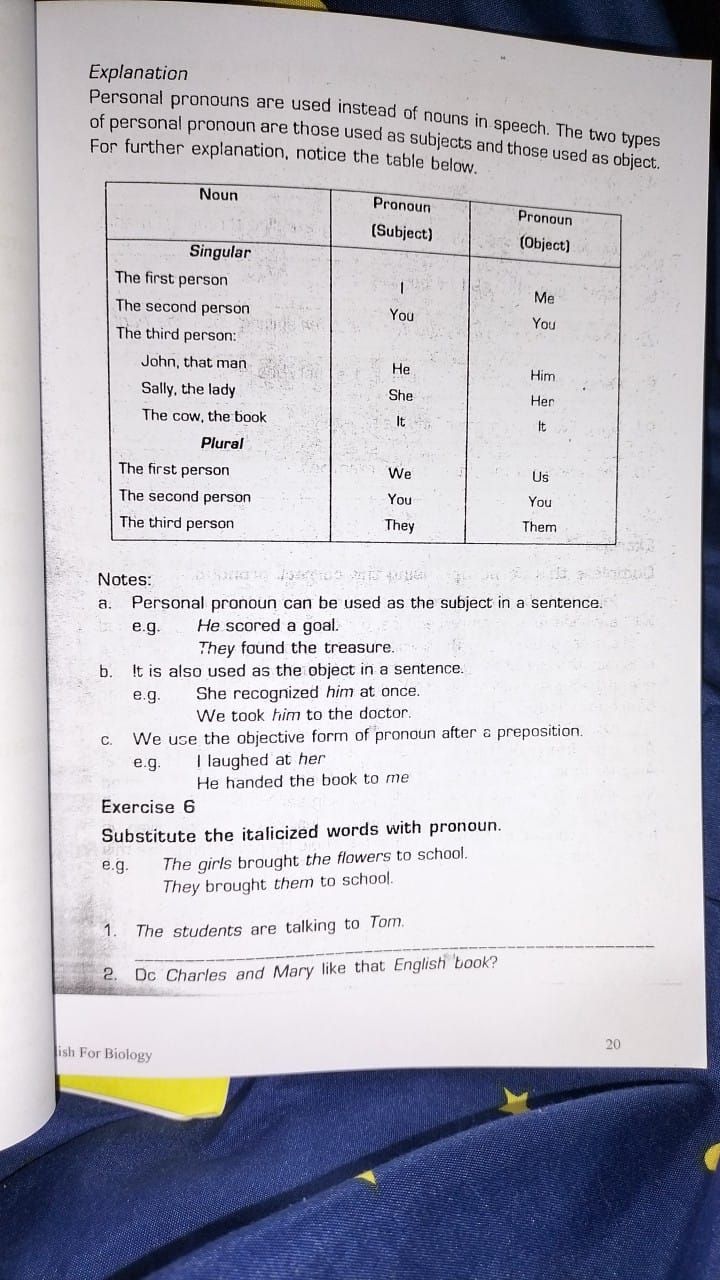 Explanation
Personal pronouns are used instead of nouns in speech. The two types
of personal pronoun are those used as subjects and those used as object.
For further explanation, notice the table below.
Noun Pronoun (Subject) Pronoun (Object)
Singular
The first person I Me
The second person You You
The third person:
John, that man He Him
Sally, the lady She Her
The cow, the book It It
Plural
The first person We Us
The second person You You
The third person They Them
Notes:
a. Personal pronoun can be used as the subject in a sentence.
e.g. He scored a goal.
They found the treasure.
b. It is also used as the object in a sentence.
e.g. She recognized him at once.
We took him to the doctor.
c. We use the objective form of pronoun after a preposition.
e.g. I laughed at her
He handed the book to me
Exercise 6
Substitute the italicized words with pronoun.
e.g. The girls brought the flowers to school.
They brought them to school.
1. The students are talking to Tom.
2. Do Charles and Mary like that English book?
ish For Biology 20